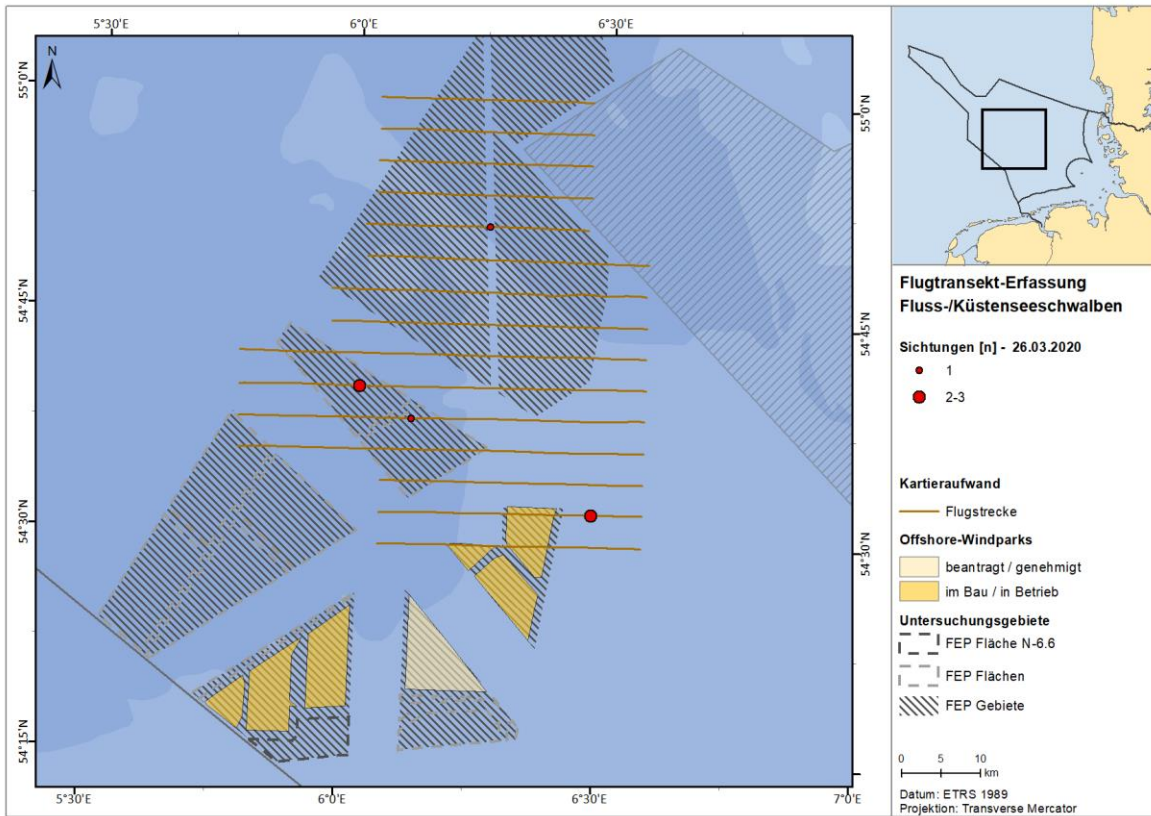 5°30'E 6°0'E 6°30'E
N
55°0'N
55°0'N
54°45'N
54°45'N
54°30'N
54°30'N
54°15'N
5°30'E 6°0'E 6°30'E 7°0'E
Flugtransekt-Erfassung
Fluss-/Küstenseeschwalben
Sichtungen [n] - 26.03.2020
1
2-3
Kartieraufwand
Flugstrecke
Offshore-Windparks
beantragt / genehmigt
im Bau / in Betrieb
Untersuchungsgebiete
FEP Fläche N-6.6
FEP Flächen
FEP Gebiete
0 5 10
km
Datum: ETRS 1989
Projektion: Transverse Mercator